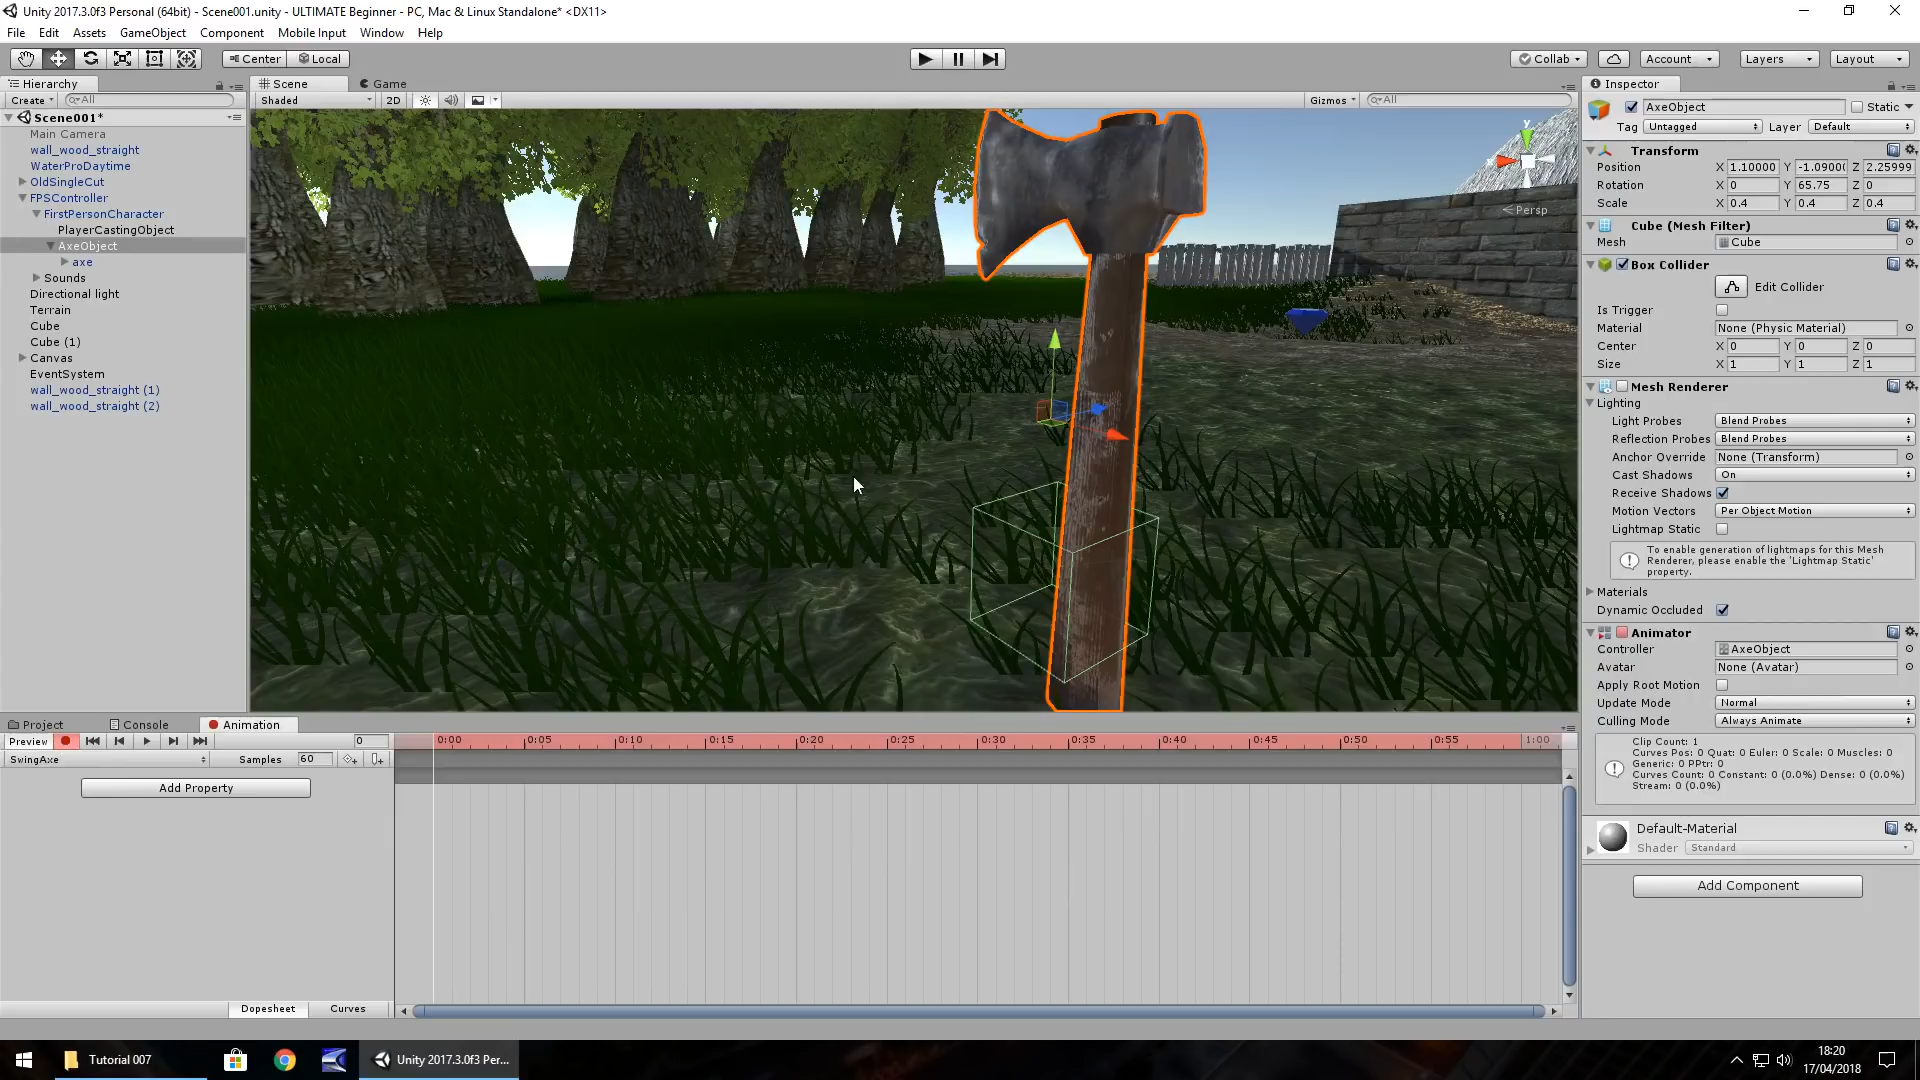 Unity 2017.3.0f3 Personal (64bit) - Scene001.unity - ULTIMATE Beginner - PC, Mac & Linux Standalone* <DX11>
File Edit Assets GameObject Component Mobile Input Window Help
Center Local Collab Account Layers Layout
Hierarchy
Create All
Scene001*
Main Camera
wall_wood_straight
WaterProDaytime
OldSingleCut
FPSController
FirstPersonCharacter
PlayerCastingObject
AxeObject
axe
Sounds
Directional light
Terrain
Cube
Cube (1)
Canvas
EventSystem
wall_wood_straight (1)
wall_wood_straight (2)
Scene Game
Shaded 2D Gizmos All
y
Persp
Inspector
AxeObject Static
Tag Untagged Layer Default
Transform
Position X 1.10000 Y -1.0900( Z 2.25999
Rotation X 0 Y 65.75 Z 0
Scale X 0.4 Y 0.4 Z 0.4
Cube (Mesh Filter)
Mesh Cube
Box Collider
Edit Collider
Is Trigger
Material None (Physic Material)
Center X 0 Y 0 Z 0
Size X 1 Y 1 Z 1
Mesh Renderer
Lighting
Light Probes Blend Probes
Reflection Probes Blend Probes
Anchor Override None (Transform)
Cast Shadows On
Receive Shadows
Motion Vectors Per Object Motion
Lightmap Static
To enable generation of lightmaps for this Mesh
Renderer, please enable the 'Lightmap Static'
property.
Materials
Dynamic Occluded
Animator
Controller AxeObject
Avatar None (Avatar)
Apply Root Motion
Update Mode Normal
Culling Mode Always Animate
Clip Count: 1
Curves Pos: 0 Quat: 0 Euler: 0 Scale: 0 Muscles: 0
Generic: 0 PPtr: 0
Curves Count: 0 Constant: 0 (0.0%) Dense: 0 (0.0%)
Stream: 0 (0.0%)
Default-Material
Shader Standard
Add Component
Project Console Animation
Preview 0 0:00 0:05 0:10 0:15 0:20 0:25 0:30 0:35 0:40 0:45 0:50 0:55 1:00
SwingAxe Samples 60
Add Property
Dopesheet Curves
Tutorial 007 Unity 2017.3.0f3 Per...
18:20
17/04/2018